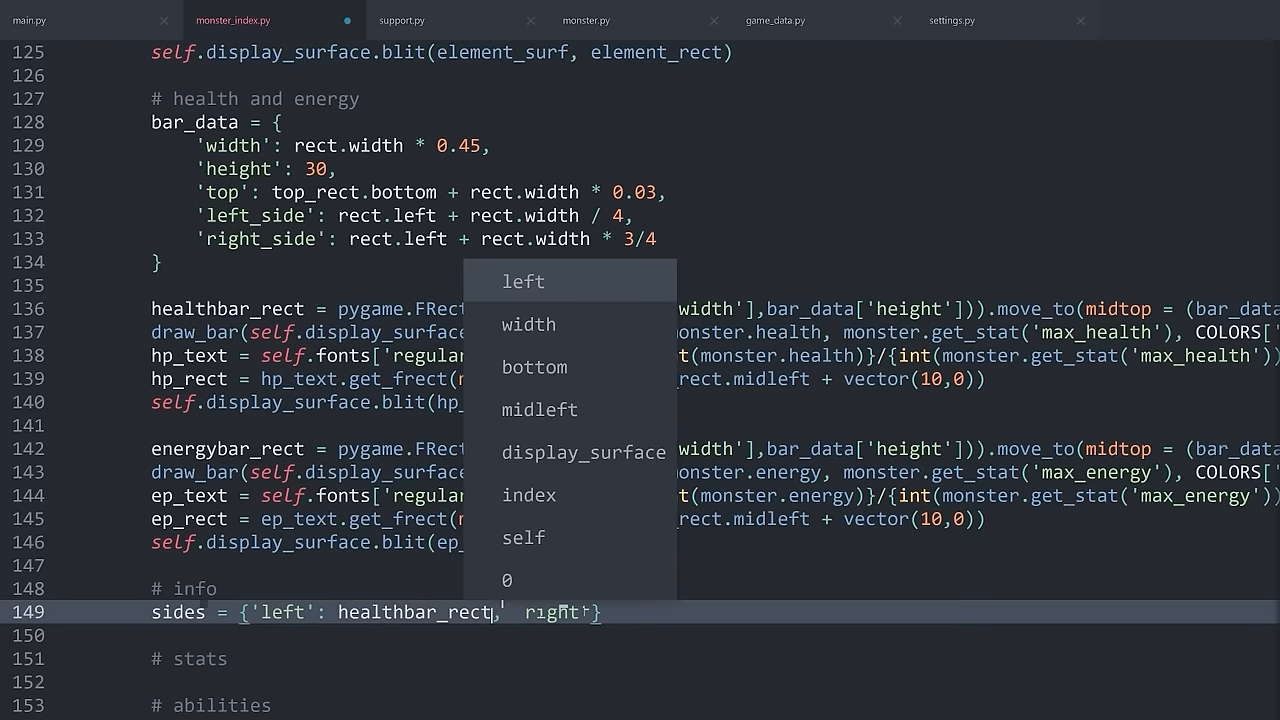 main.py monster_index.py support.py monster.py game_data.py settings.py
125 self.display_surface.blit(element_surf, element_rect)
126
127 # health and energy
128 bar_data = {
129 'width': rect.width * 0.45,
130 'height': 30,
131 'top': top_rect.bottom + rect.width * 0.03,
132 'left_side': rect.left + rect.width / 4,
133 'right_side': rect.left + rect.width * 3/4
134 }
135
136 healthbar_rect = pygame.FRect width'],bar_data['height'])).move_to(midtop = (bar_data
137 draw_bar(self.display_surface onster.health, monster.get_stat('max_health'), COLORS['
138 hp_text = self.fonts['regular t(monster.health)}/{int(monster.get_stat('max_health'))
139 hp_rect = hp_text.get_frect( _rect.midleft + vector(10,0))
140 self.display_surface.blit(hp_
141
142 energybar_rect = pygame.FRect width'],bar_data['height'])).move_to(midtop = (bar_data
143 draw_bar(self.display_surface onster.energy, monster.get_stat('max_energy'), COLORS['
144 ep_text = self.fonts['regular t(monster.energy)}/{int(monster.get_stat('max_energy'))
145 ep_rect = ep_text.get_frect( _rect.midleft + vector(10,0))
146 self.display_surface.blit(ep_
147
148 # info
149 sides = {'left': healthbar_rect, 'right'}
150
151 # stats
152
153 # abilities
left
width
bottom
midleft
display_surface
index
self
0